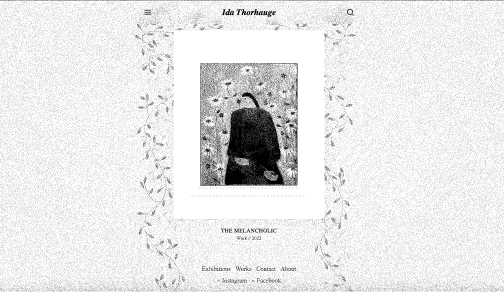 Ida Thorhauge
THE MELANCHOLIC
Work // 2022
Exhibitions Works Contact About
~ Instagram ~ Facebook